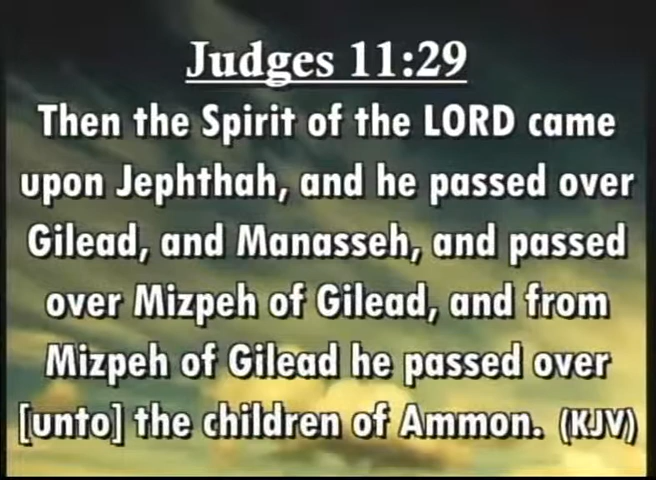 Judges 11:29
Then the Spirit of the LORD came
upon Jephthah, and he passed over
Gilead, and Manasseh, and passed
over Mizpeh of Gilead, and from
Mizpeh of Gilead he passed over
[unto] the children of Ammon. (KJV)